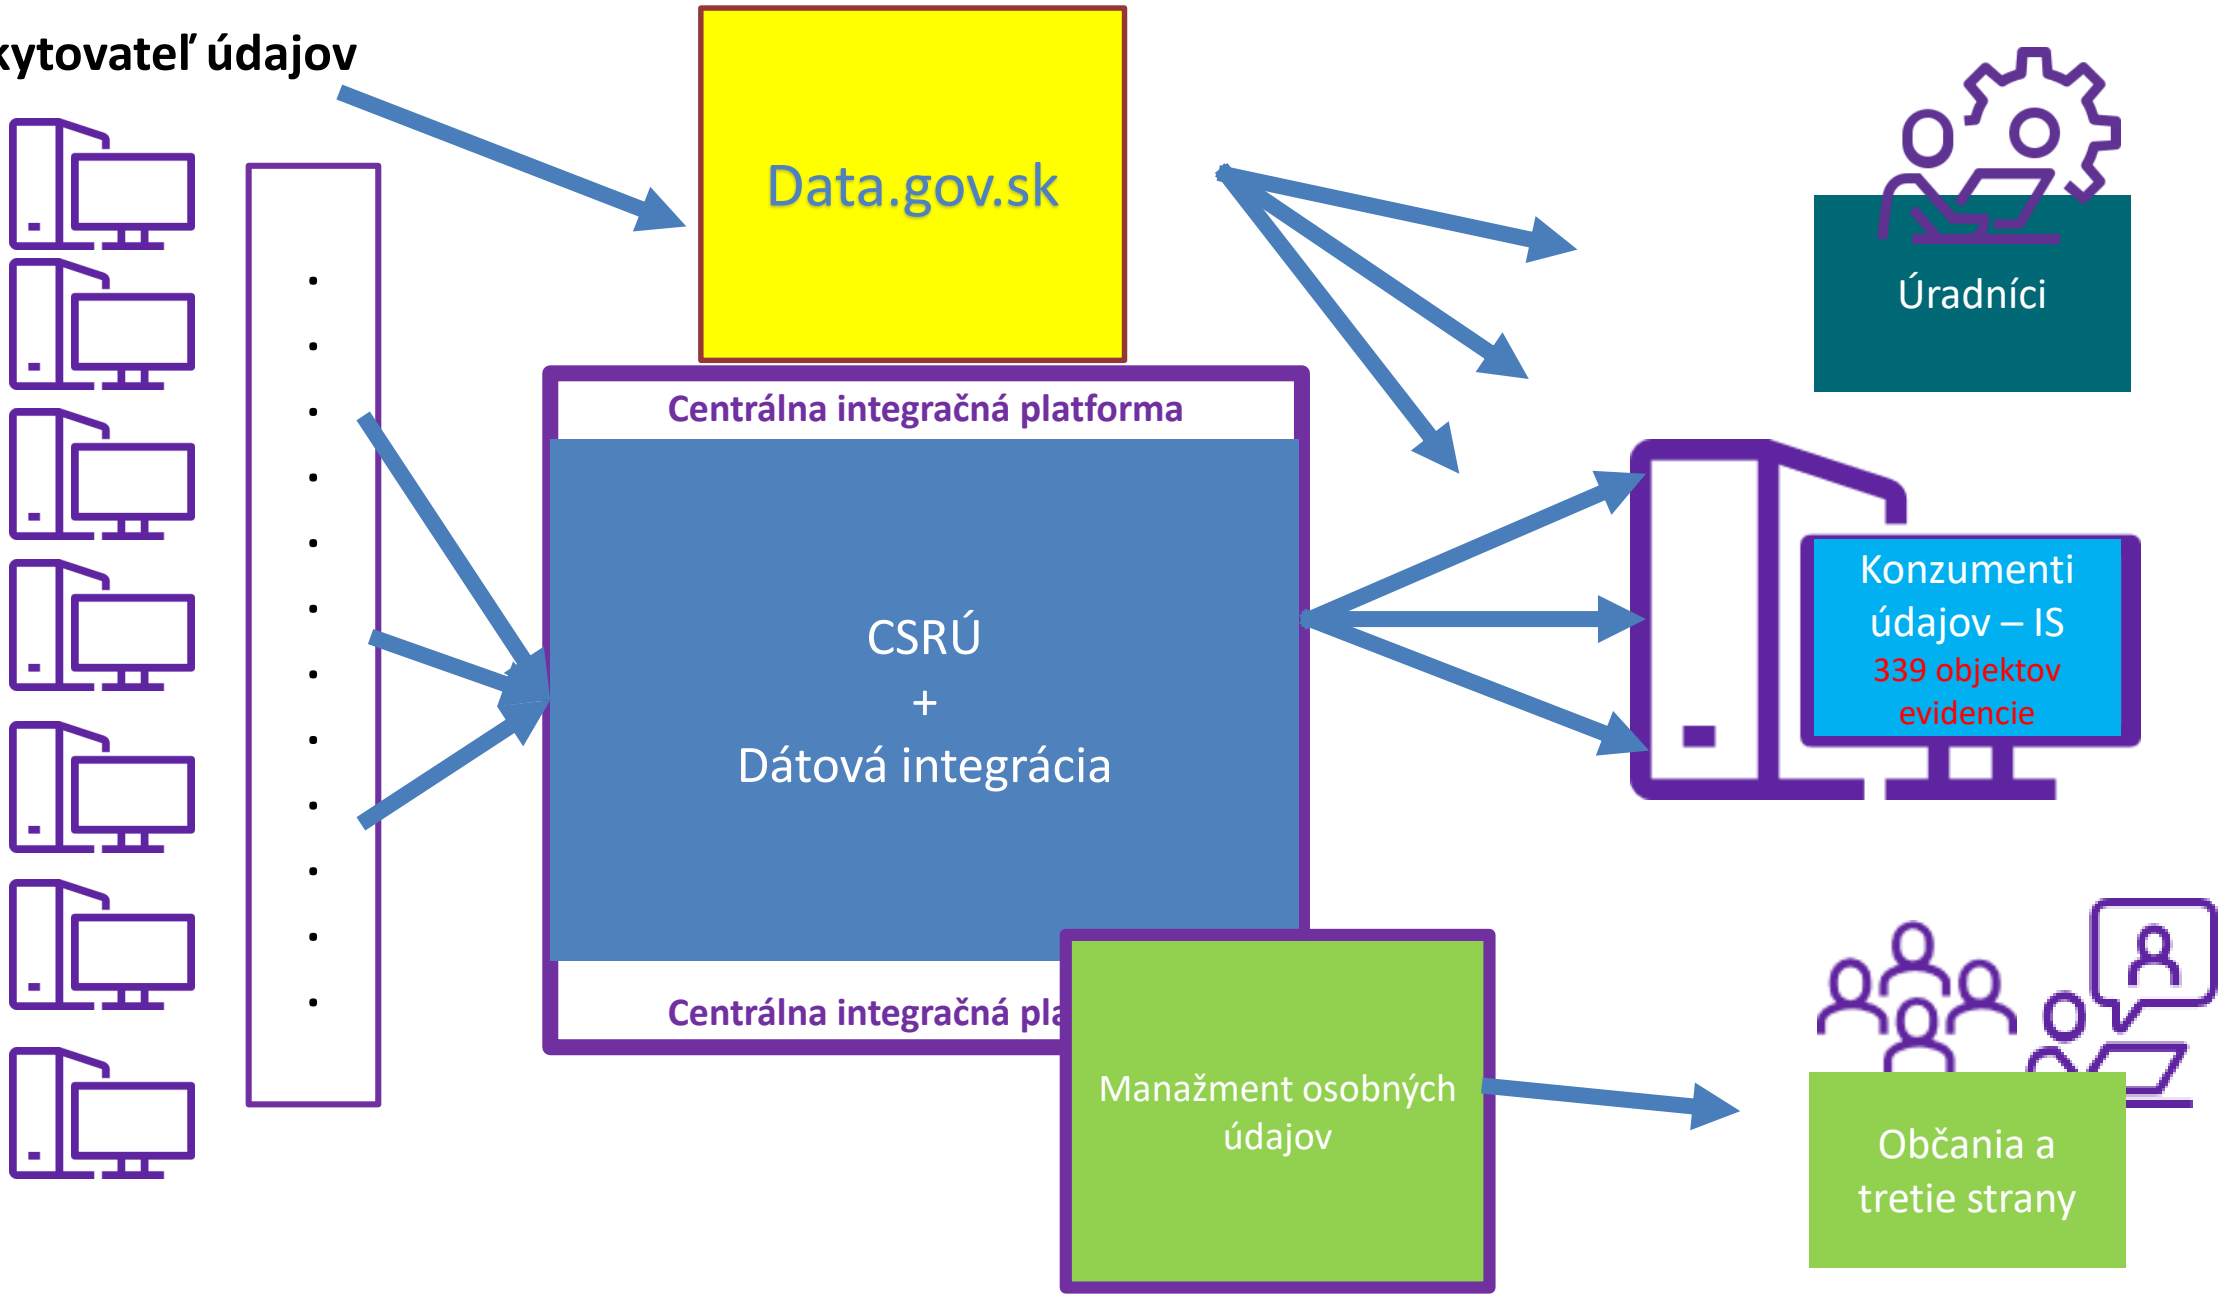 kytovateľ údajov
Data.gov.sk
Úradníci
Centrálna integračná platforma
CSRÚ
+
Dátová integrácia
Konzumenti
údajov – IS
339 objektov
evidencie
Centrálna integračná pla
Manažment osobných
údajov
Občania a
tretie strany